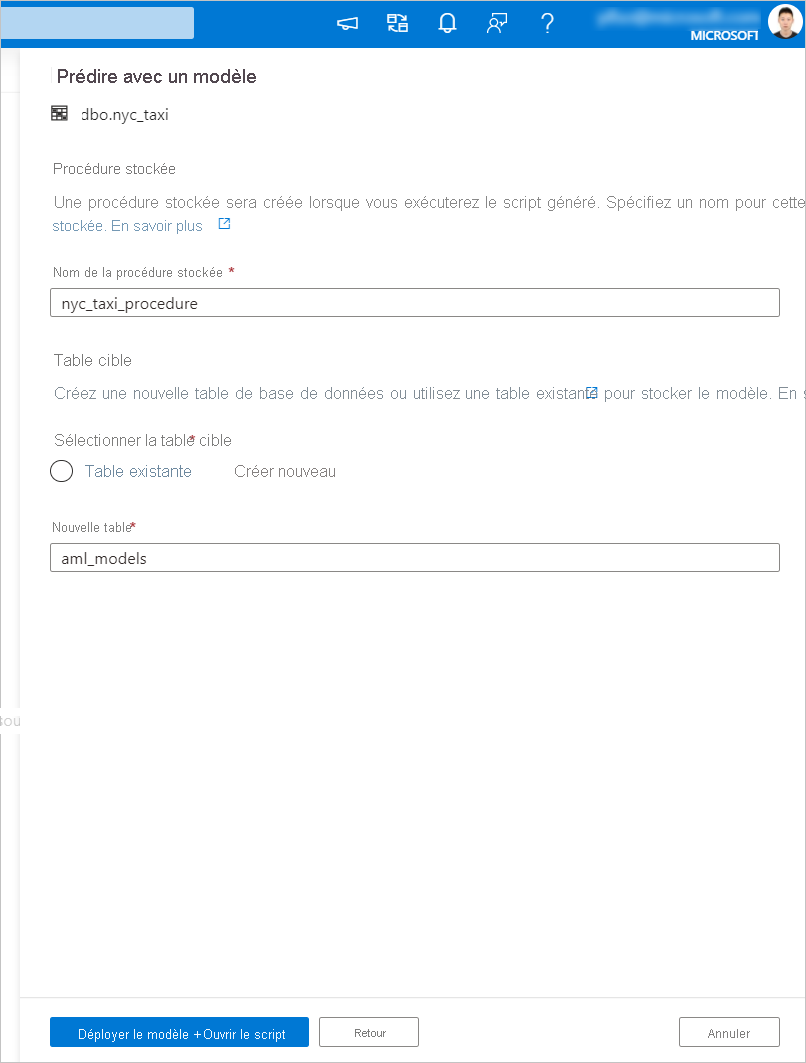 MICROSOFT
Prédire avec un modèle
dbo.nyc_taxi
Procédure stockée
Une procédure stockée sera créée lorsque vous exécuterez le script généré. Spécifiez un nom pour cette
stockée. En savoir plus
Nom de la procédure stockée *
nyc_taxi_procedure
Table cible
Créez une nouvelle table de base de données ou utilisez une table existante pour stocker le modèle. En s
Sélectionner la table* cible
Table existante Créer nouveau
Nouvelle table*
aml_models
Déployer le modèle +Ouvrir le script Retour Annuler